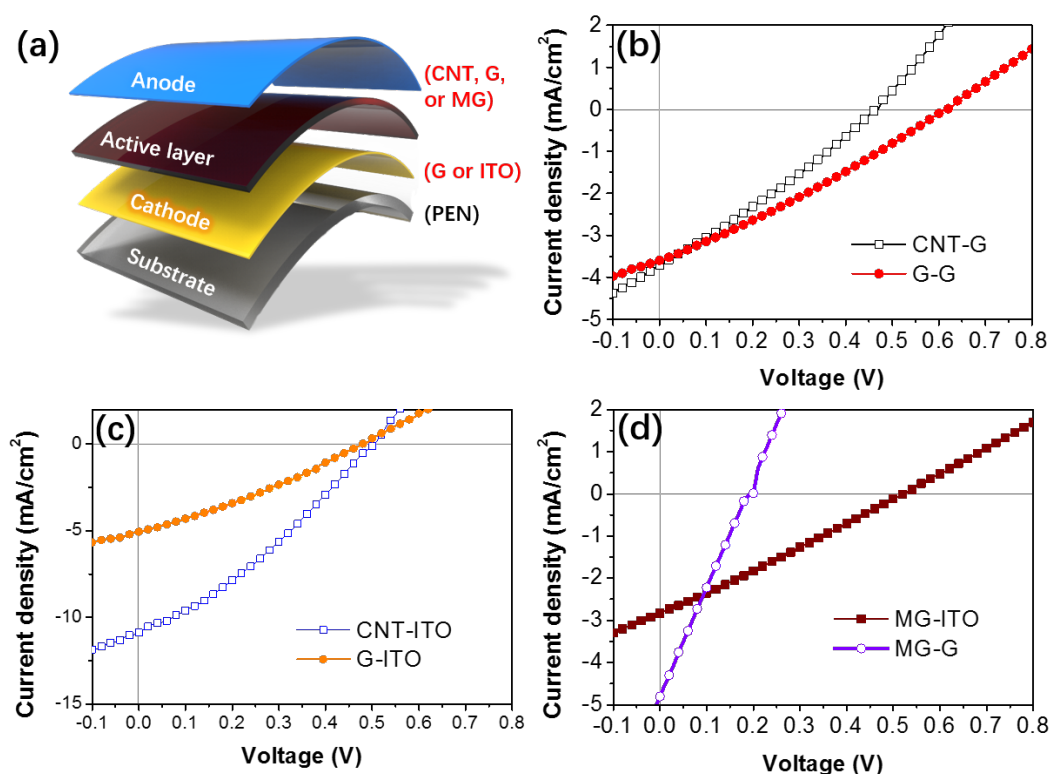 (a)
Anode
(CNT, G,
or MG)
Active layer
(G or ITO)
Cathode
(PEN)
Substrate
(b)
Current density (mA/cm²)
2
1
0
-1
-2
-3
-4
-5
CNT-G
G-G
-0.1 0.0 0.1 0.2 0.3 0.4 0.5 0.6 0.7 0.8
Voltage (V)
(c)
Current density (mA/cm²)
0
-5
-10
-15
CNT-ITO
G-ITO
-0.1 0.0 0.1 0.2 0.3 0.4 0.5 0.6 0.7 0.8
Voltage (V)
(d)
Current density (mA/cm²)
2
1
0
-1
-2
-3
-4
-5
MG-ITO
MG-G
-0.1 0.0 0.1 0.2 0.3 0.4 0.5 0.6 0.7 0.8
Voltage (V)